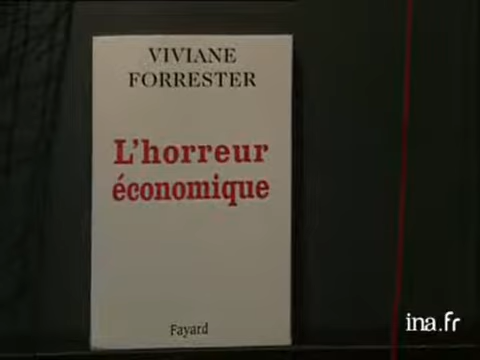 VIVIANE
FORRESTER
L'horreur
économique
Fayard
ina.fr